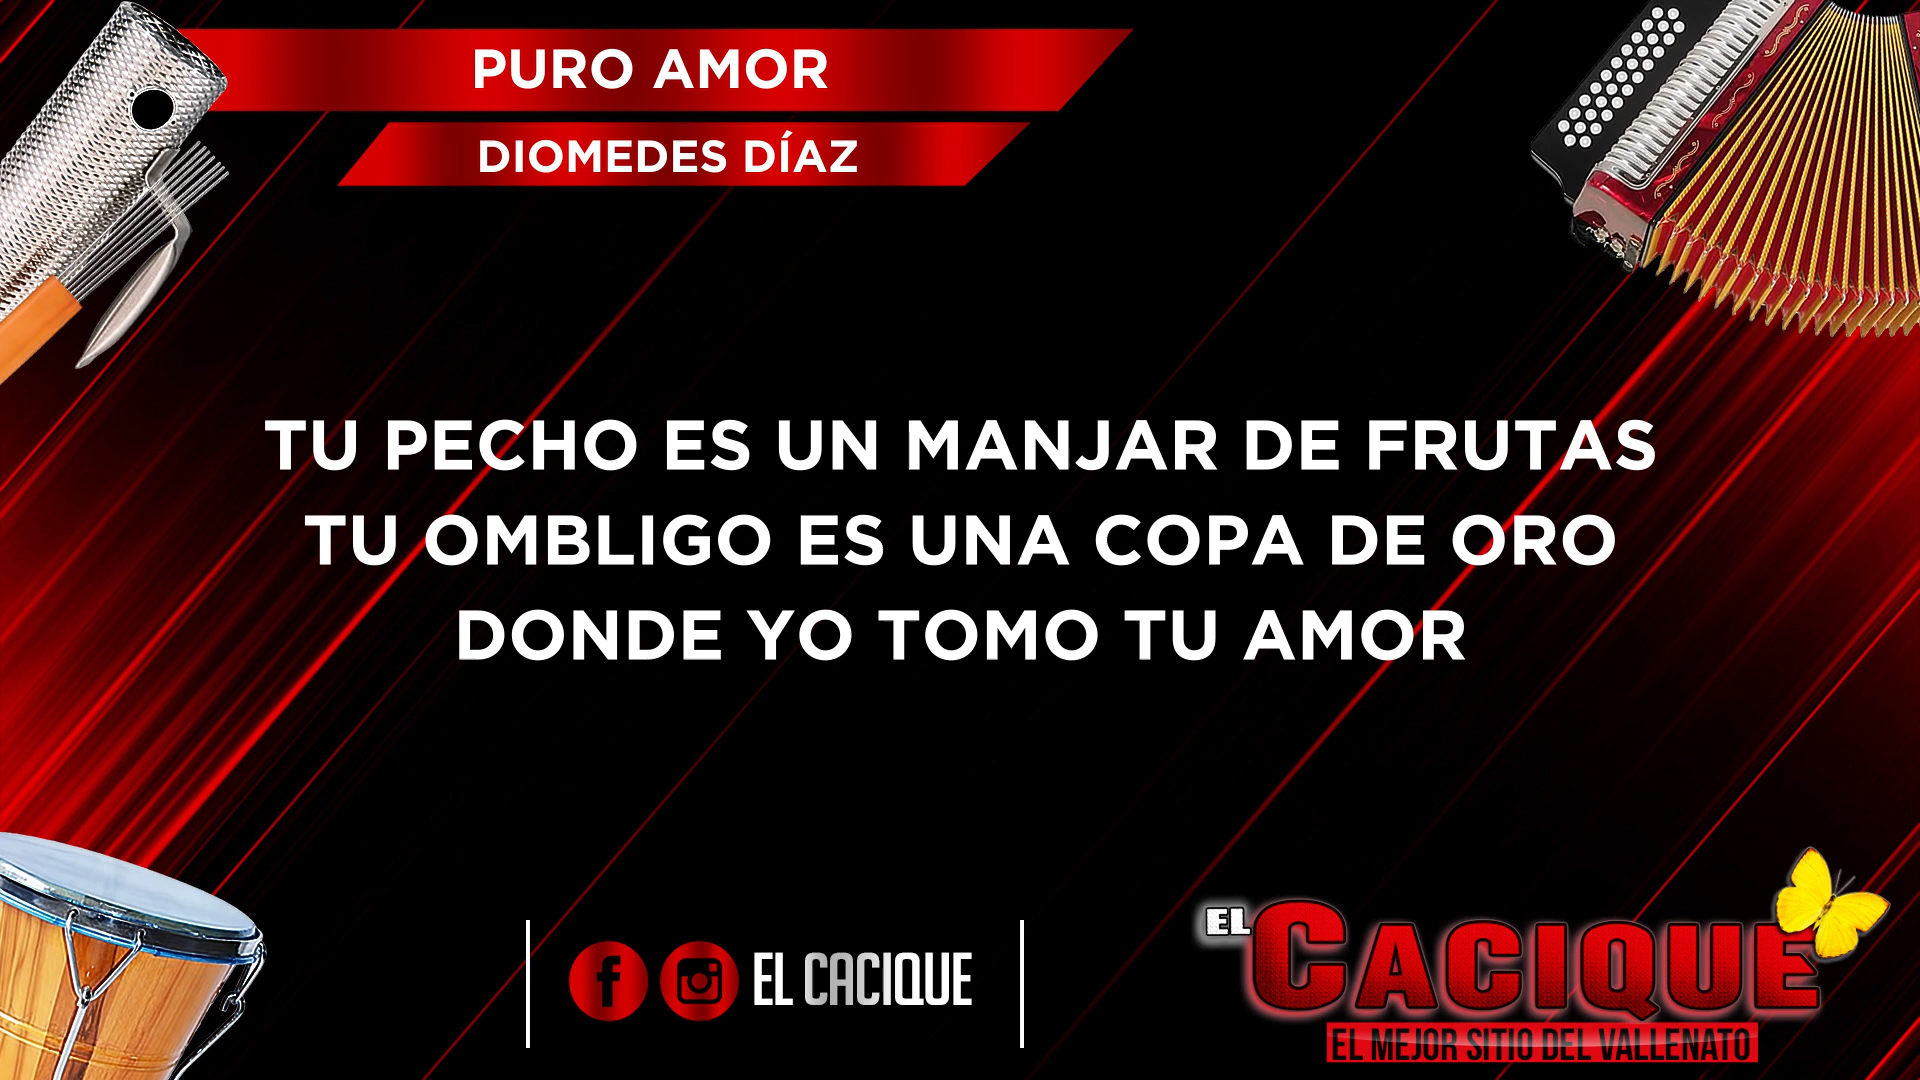 PURO AMOR
DIOMEDES DÍAZ
TU PECHO ES UN MANJAR DE FRUTAS
TU OMBLIGO ES UNA COPA DE ORO
DONDE YO TOMO TU AMOR
EL CACIQUE
EL CACIQUE
EL MEJOR SITIO DEL VALLENATO